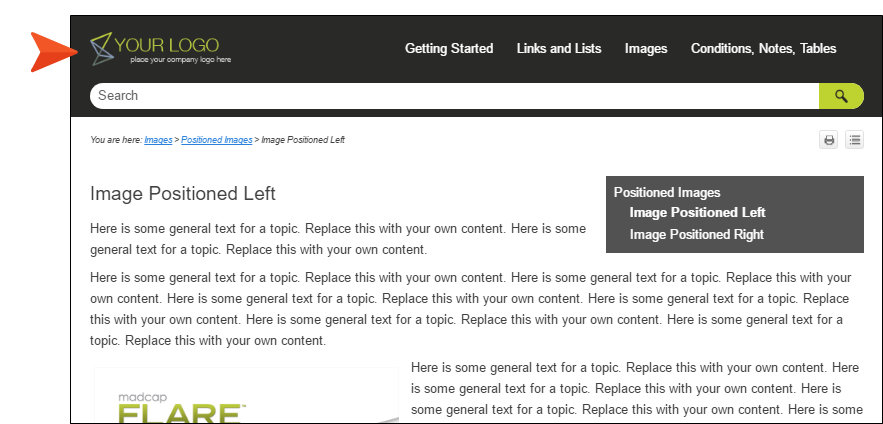 YOUR LOGO
place your company logo here
Getting Started Links and Lists Images Conditions, Notes, Tables
Search
You are here: Images > Positioned Images > Image Positioned Left
Image Positioned Left
Positioned Images
Image Positioned Left
Image Positioned Right
Here is some general text for a topic. Replace this with your own content. Here is some
general text for a topic. Replace this with your own content.
Here is some general text for a topic. Replace this with your own content. Here is some general text for a topic. Replace this with your
own content. Here is some general text for a topic. Replace this with your own content. Here is some general text for a topic. Replace
this with your own content. Here is some general text for a topic. Replace this with your own content. Here is some general text for a
topic. Replace this with your own content.
Here is some general text for a topic. Replace this with your own content. Here
is some general text for a topic. Replace this with your own content. Here is
some general text for a topic. Replace this with your own content. Here is some
madcap
FLARE™